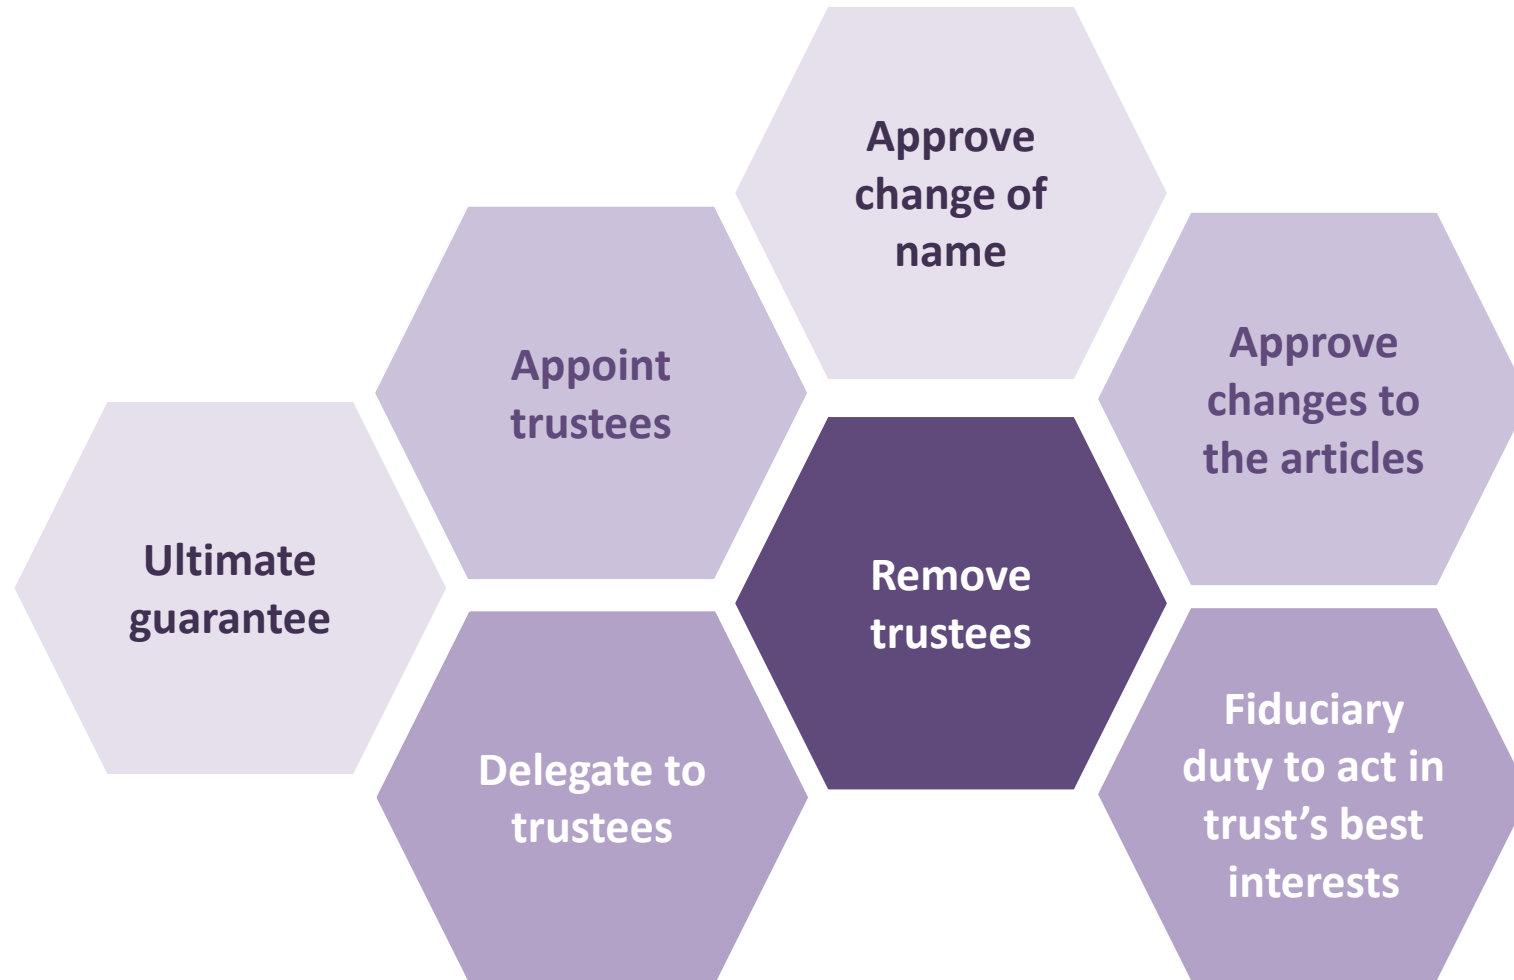 Approve
change of
name
Appoint
trustees
Approve
changes to
the articles
Ultimate
guarantee
Remove
trustees
Delegate to
trustees
Fiduciary
duty to act in
trust’s best
interests